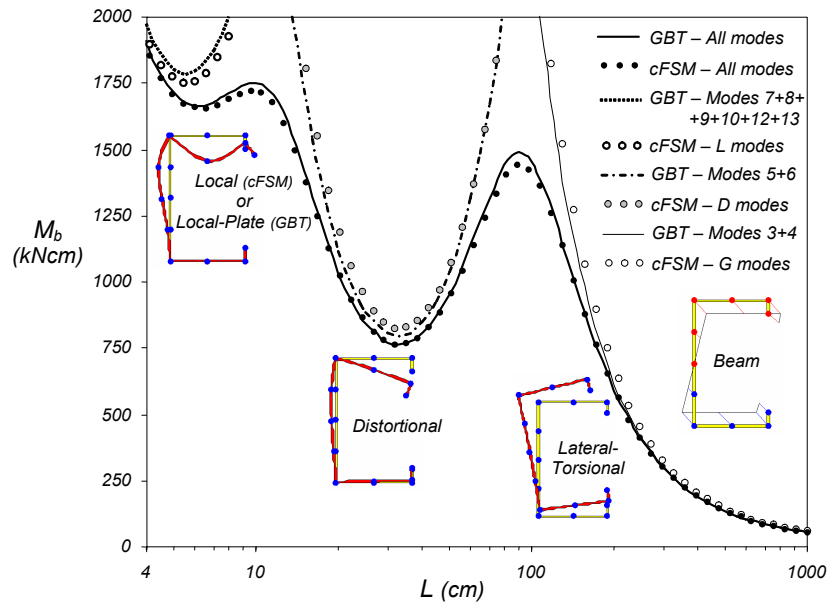 2000
1750
1500
1250
1000
750
500
250
0
M_b
(kNcm)
4
10
100
1000
L (cm)
GBT – All modes
cFSM – All modes
GBT – Modes 7+8+
+9+10+12+13
cFSM – L modes
GBT – Modes 5+6
cFSM – D modes
GBT – Modes 3+4
cFSM – G modes
Local (cFSM)
or
Local-Plate (GBT)
Distortional
Lateral-
Torsional
Beam